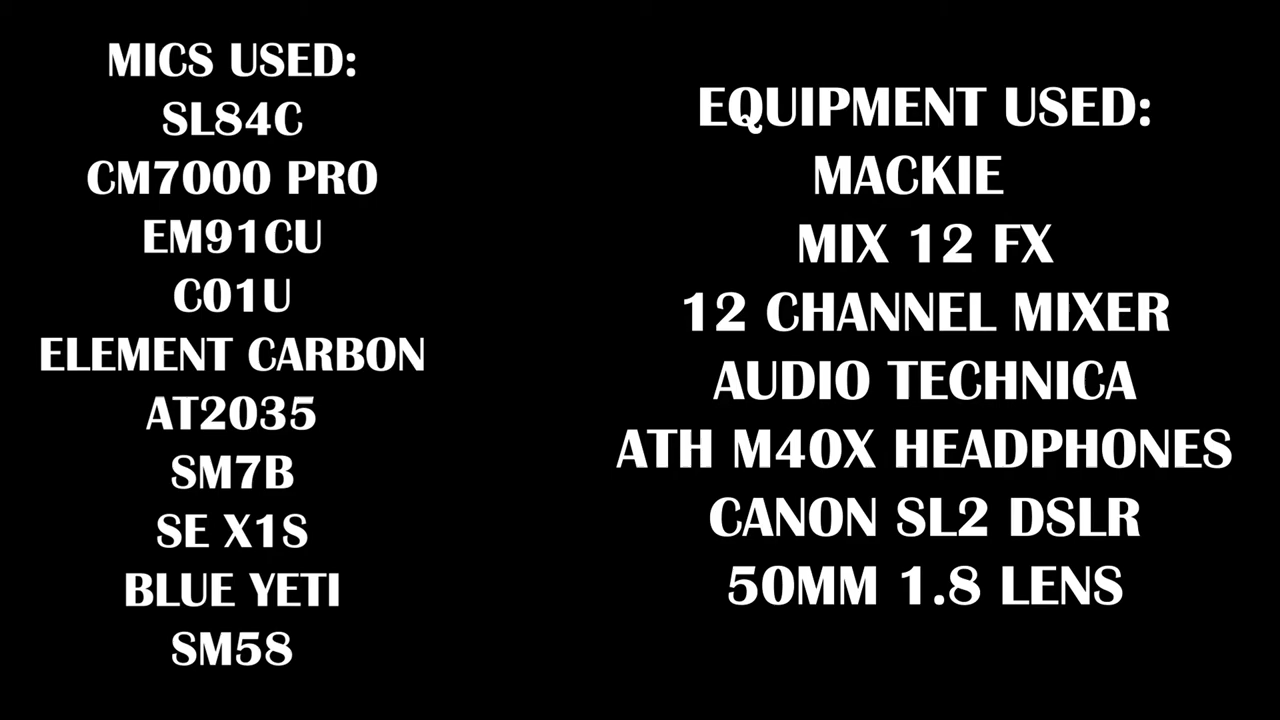 MICS USED:
SL84C
CM7000 PRO
EM91CU
C01U
ELEMENT CARBON
AT2035
SM7B
SE X1S
BLUE YETI
SM58
EQUIPMENT USED:
MACKIE
MIX 12 FX
12 CHANNEL MIXER
AUDIO TECHNICA
ATH M40X HEADPHONES
CANON SL2 DSLR
50MM 1.8 LENS